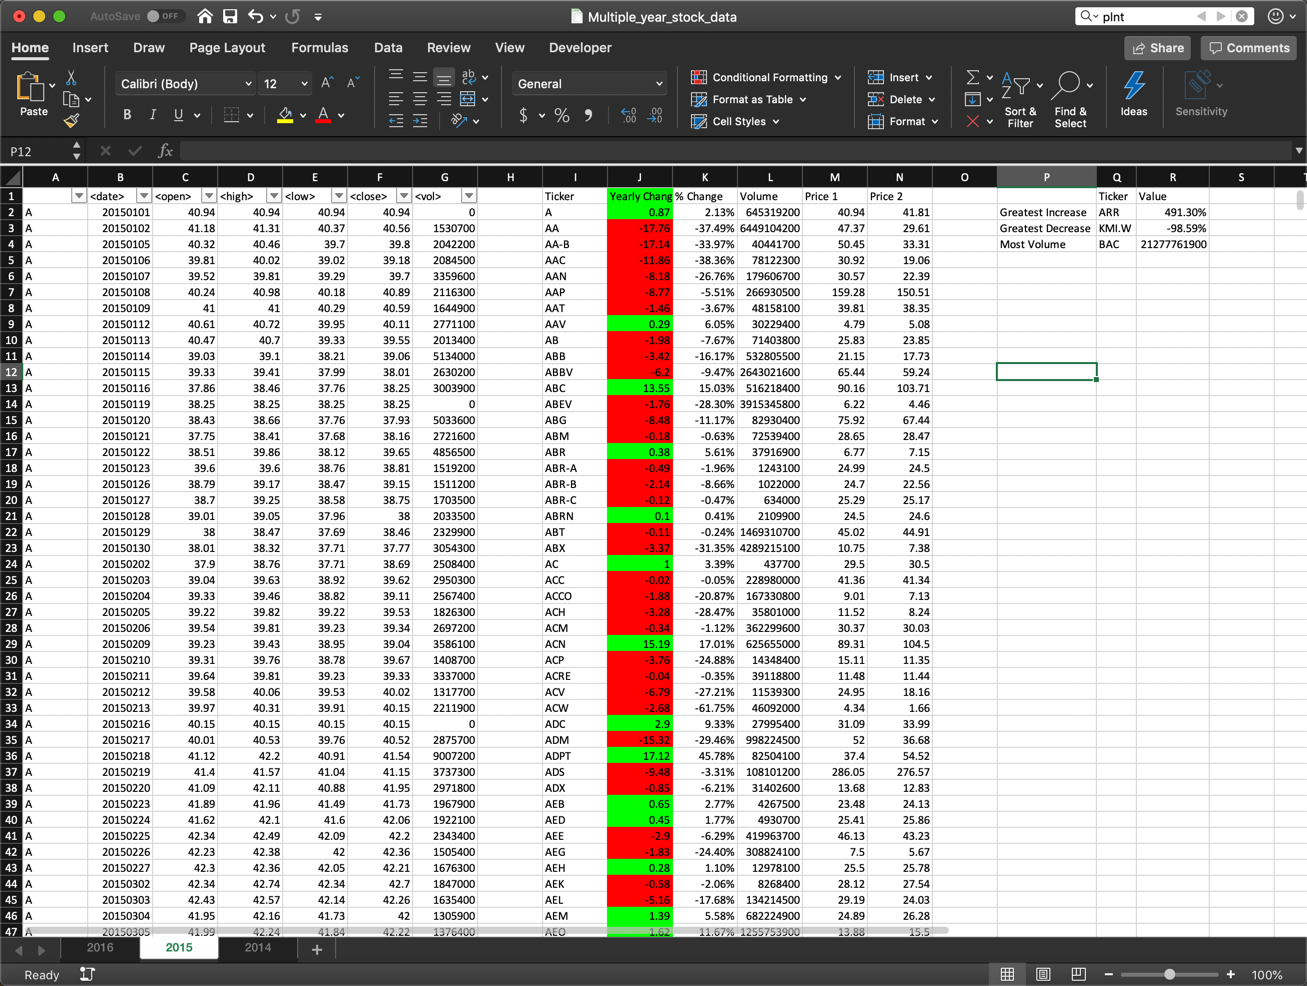 AutoSave OFF Multiple_year_stock_data plnt
Home Insert Draw Page Layout Formulas Data Review View Developer Share Comments
Paste Calibri (Body) 12 A A ab General Conditional Formatting Insert
Format as Table Delete Sort & Filter Find & Select Ideas Sensitivity
B I U A $ % Cell Styles Format
P12 fx
A B C D E F G H I J K L M N O P Q R S T
1 <date> <open> <high> <low> <close> <vol> Ticker Yearly Chang % Change Volume Price 1 Price 2 Ticker Value
2 A 20150101 40.94 40.94 40.94 40.94 0 A 0.87 2.13% 645319200 40.94 41.81 Greatest Increase ARR 491.30%
3 A 20150102 41.18 41.31 40.37 40.56 1530700 AA -17.76 -37.49% 6449104200 47.37 29.61 Greatest Decrease KMI.W -98.59%
4 A 20150105 40.32 40.46 39.7 39.8 2042200 AA-B -17.14 -33.97% 40441700 50.45 33.31 Most Volume BAC 21277761900
5 A 20150106 39.81 40.02 39.02 39.18 2084500 AAC -11.86 -38.36% 78122300 30.92 19.06
6 A 20150107 39.52 39.81 39.29 39.7 3359600 AAN -8.18 -26.76% 179606700 30.57 22.39
7 A 20150108 40.24 40.98 40.18 40.89 2116300 AAP -8.77 -5.51% 266930500 159.28 150.51
8 A 20150109 41 41 40.29 40.59 1644900 AAT -1.46 -3.67% 48158100 39.81 38.35
9 A 20150112 40.61 40.72 39.95 40.11 2771100 AAV 0.29 6.05% 30229400 4.79 5.08
10 A 20150113 40.47 40.7 39.33 39.55 2013400 AB -1.98 -7.67% 71403800 25.83 23.85
11 A 20150114 39.03 39.1 38.21 39.06 5134000 ABB -3.42 -16.17% 532805500 21.15 17.73
12 A 20150115 39.33 39.41 37.99 38.01 2630200 ABBV -6.2 -9.47% 2643021600 65.44 59.24
13 A 20150116 37.86 38.46 37.76 38.25 3003900 ABC 13.55 15.03% 516218400 90.16 103.71
14 A 20150119 38.25 38.25 38.25 38.25 0 ABEV -1.76 -28.30% 3915345800 6.22 4.46
15 A 20150120 38.43 38.66 37.76 37.93 5033600 ABG -8.48 -11.17% 82930400 75.92 67.44
16 A 20150121 37.75 38.41 37.68 38.16 2721600 ABM -0.18 -0.63% 72539400 28.65 28.47
17 A 20150122 38.51 39.86 38.12 39.65 4856500 ABR 0.38 5.61% 37916900 6.77 7.15
18 A 20150123 39.6 39.6 38.76 38.81 1519200 ABR-A -0.49 -1.96% 1243100 24.99 24.5
19 A 20150126 38.79 39.17 38.47 39.15 1511200 ABR-B -2.14 -8.66% 1022000 24.7 22.56
20 A 20150127 38.7 39.25 38.58 38.75 1703500 ABR-C -0.12 -0.47% 634000 25.29 25.17
21 A 20150128 39.01 39.05 37.96 38 2033500 ABRN 0.1 0.41% 2109900 24.5 24.6
22 A 20150129 38 38.47 37.69 38.46 2329900 ABT -0.11 -0.24% 1469310700 45.02 44.91
23 A 20150130 38.01 38.32 37.71 37.77 3054300 ABX -3.37 -31.35% 4289215100 10.75 7.38
24 A 20150202 37.9 38.76 37.71 38.69 2508400 AC 1 3.39% 437700 29.5 30.5
25 A 20150203 39.04 39.63 38.92 39.62 2950300 ACC -0.02 -0.05% 228980000 41.36 41.34
26 A 20150204 39.33 39.46 38.82 39.11 2567400 ACCO -1.88 -20.87% 167330800 9.01 7.13
27 A 20150205 39.22 39.82 39.22 39.53 1826300 ACH -3.28 -28.47% 35801000 11.52 8.24
28 A 20150206 39.54 39.81 39.23 39.34 2697200 ACM -0.34 -1.12% 362299600 30.37 30.03
29 A 20150209 39.23 39.43 38.95 39.04 3586100 ACN 15.19 17.01% 625655000 89.31 104.5
30 A 20150210 39.31 39.76 38.78 39.67 1408700 ACP -3.76 -24.88% 14348400 15.11 11.35
31 A 20150211 39.64 39.81 39.23 39.33 3337000 ACRE -0.04 -0.35% 39118800 11.48 11.44
32 A 20150212 39.58 40.06 39.53 40.02 1317700 ACV -6.79 -27.21% 11539300 24.95 18.16
33 A 20150213 39.97 40.31 39.91 40.15 2211900 ACW -2.68 -61.75% 46092000 4.34 1.66
34 A 20150216 40.15 40.15 40.15 40.15 0 ADC 2.9 9.33% 27995400 31.09 33.99
35 A 20150217 40.01 40.53 39.76 40.52 2875700 ADM -15.32 -29.46% 998224500 52 36.68
36 A 20150218 41.12 42.2 40.91 41.54 9007200 ADPT 17.12 45.78% 82504100 37.4 54.52
37 A 20150219 41.4 41.57 41.04 41.15 3737300 ADS -9.48 -3.31% 108101200 286.05 276.57
38 A 20150220 41.09 42.11 40.88 41.95 2971800 ADX -0.85 -6.21% 31402600 13.68 12.83
39 A 20150223 41.89 41.96 41.49 41.73 1967900 AEB 0.65 2.77% 4267500 23.48 24.13
40 A 20150224 41.62 42.1 41.6 42.06 1922100 AED 0.45 1.77% 4930700 25.41 25.86
41 A 20150225 42.34 42.49 42.09 42.2 2343400 AEE -2.9 -6.29% 419963700 46.13 43.23
42 A 20150226 42.23 42.38 42 42.36 1505400 AEG -1.83 -24.40% 308824100 7.5 5.67
43 A 20150227 42.3 42.36 42.05 42.21 1676300 AEH 0.28 1.10% 12978100 25.5 25.78
44 A 20150302 42.34 42.74 42.34 42.7 1847000 AEK -0.58 -2.06% 8268400 28.12 27.54
45 A 20150303 42.43 42.57 42.14 42.26 1635400 AEL -5.16 -17.68% 134214500 29.19 24.03
46 A 20150304 41.95 42.16 41.73 42 1305900 AEM 1.39 5.58% 682224900 24.89 26.28
47 A 20150305 41.99 42.24 41.84 42.22 1376400 AEO 1.62 11.67% 1255753900 13.88 15.5
2016 2015 2014 +
Ready 100%